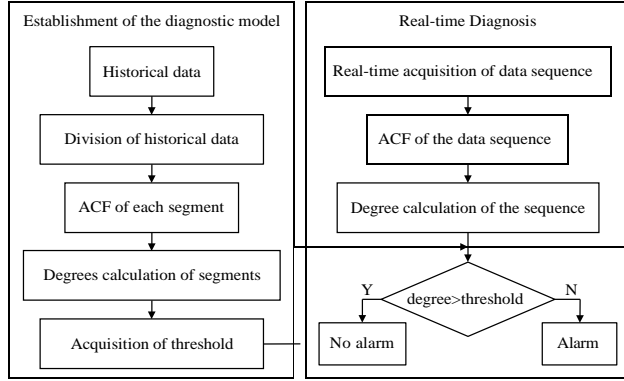 Establishment of the diagnostic model
Historical data
Division of historical data
ACF of each segment
Degrees calculation of segments
Acquisition of threshold
Real-time Diagnosis
Real-time acquisition of data sequence
ACF of the data sequence
Degree calculation of the sequence
degree>threshold
Y
N
No alarm
Alarm